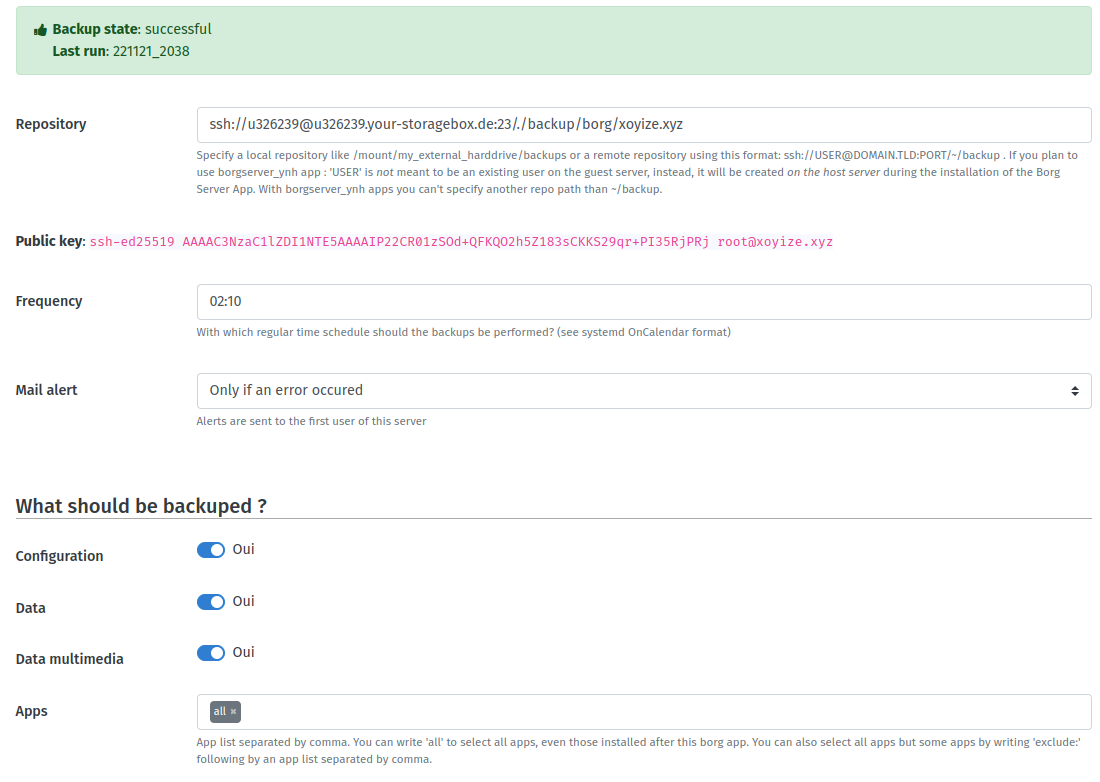 Backup state: successful
Last run: 221121_2038
Repository
ssh://u326239@u326239.your-storagebox.de:23/./backup/borg/xoyize.xyz
Specify a local repository like /mount/my_external_harddrive/backups or a remote repository using this format: ssh://USER@DOMAIN.TLD:PORT/~/backup . If you plan to
use borgserver_ynh app : 'USER' is not meant to be an existing user on the guest server, instead, it will be created on the host server during the installation of the Borg
Server App. With borgserver_ynh apps you can't specify another repo path than ~/backup.
Public key: ssh-ed25519 AAAAC3NzaC1lZDI1NTE5AAAAIP22CR01zSOd+QFKQO2h5Z183sCKKS29qr+PI35RjPRj root@xoyize.xyz
Frequency
02:10
With which regular time schedule should the backups be performed? (see systemd OnCalendar format)
Mail alert
Only if an error occured
Alerts are sent to the first user of this server
What should be backuped ?
Configuration
Oui
Data
Oui
Data multimedia
Oui
Apps
all ×
App list separated by comma. You can write 'all' to select all apps, even those installed after this borg app. You can also select all apps but some apps by writing 'exclude:'
following by an app list separated by comma.